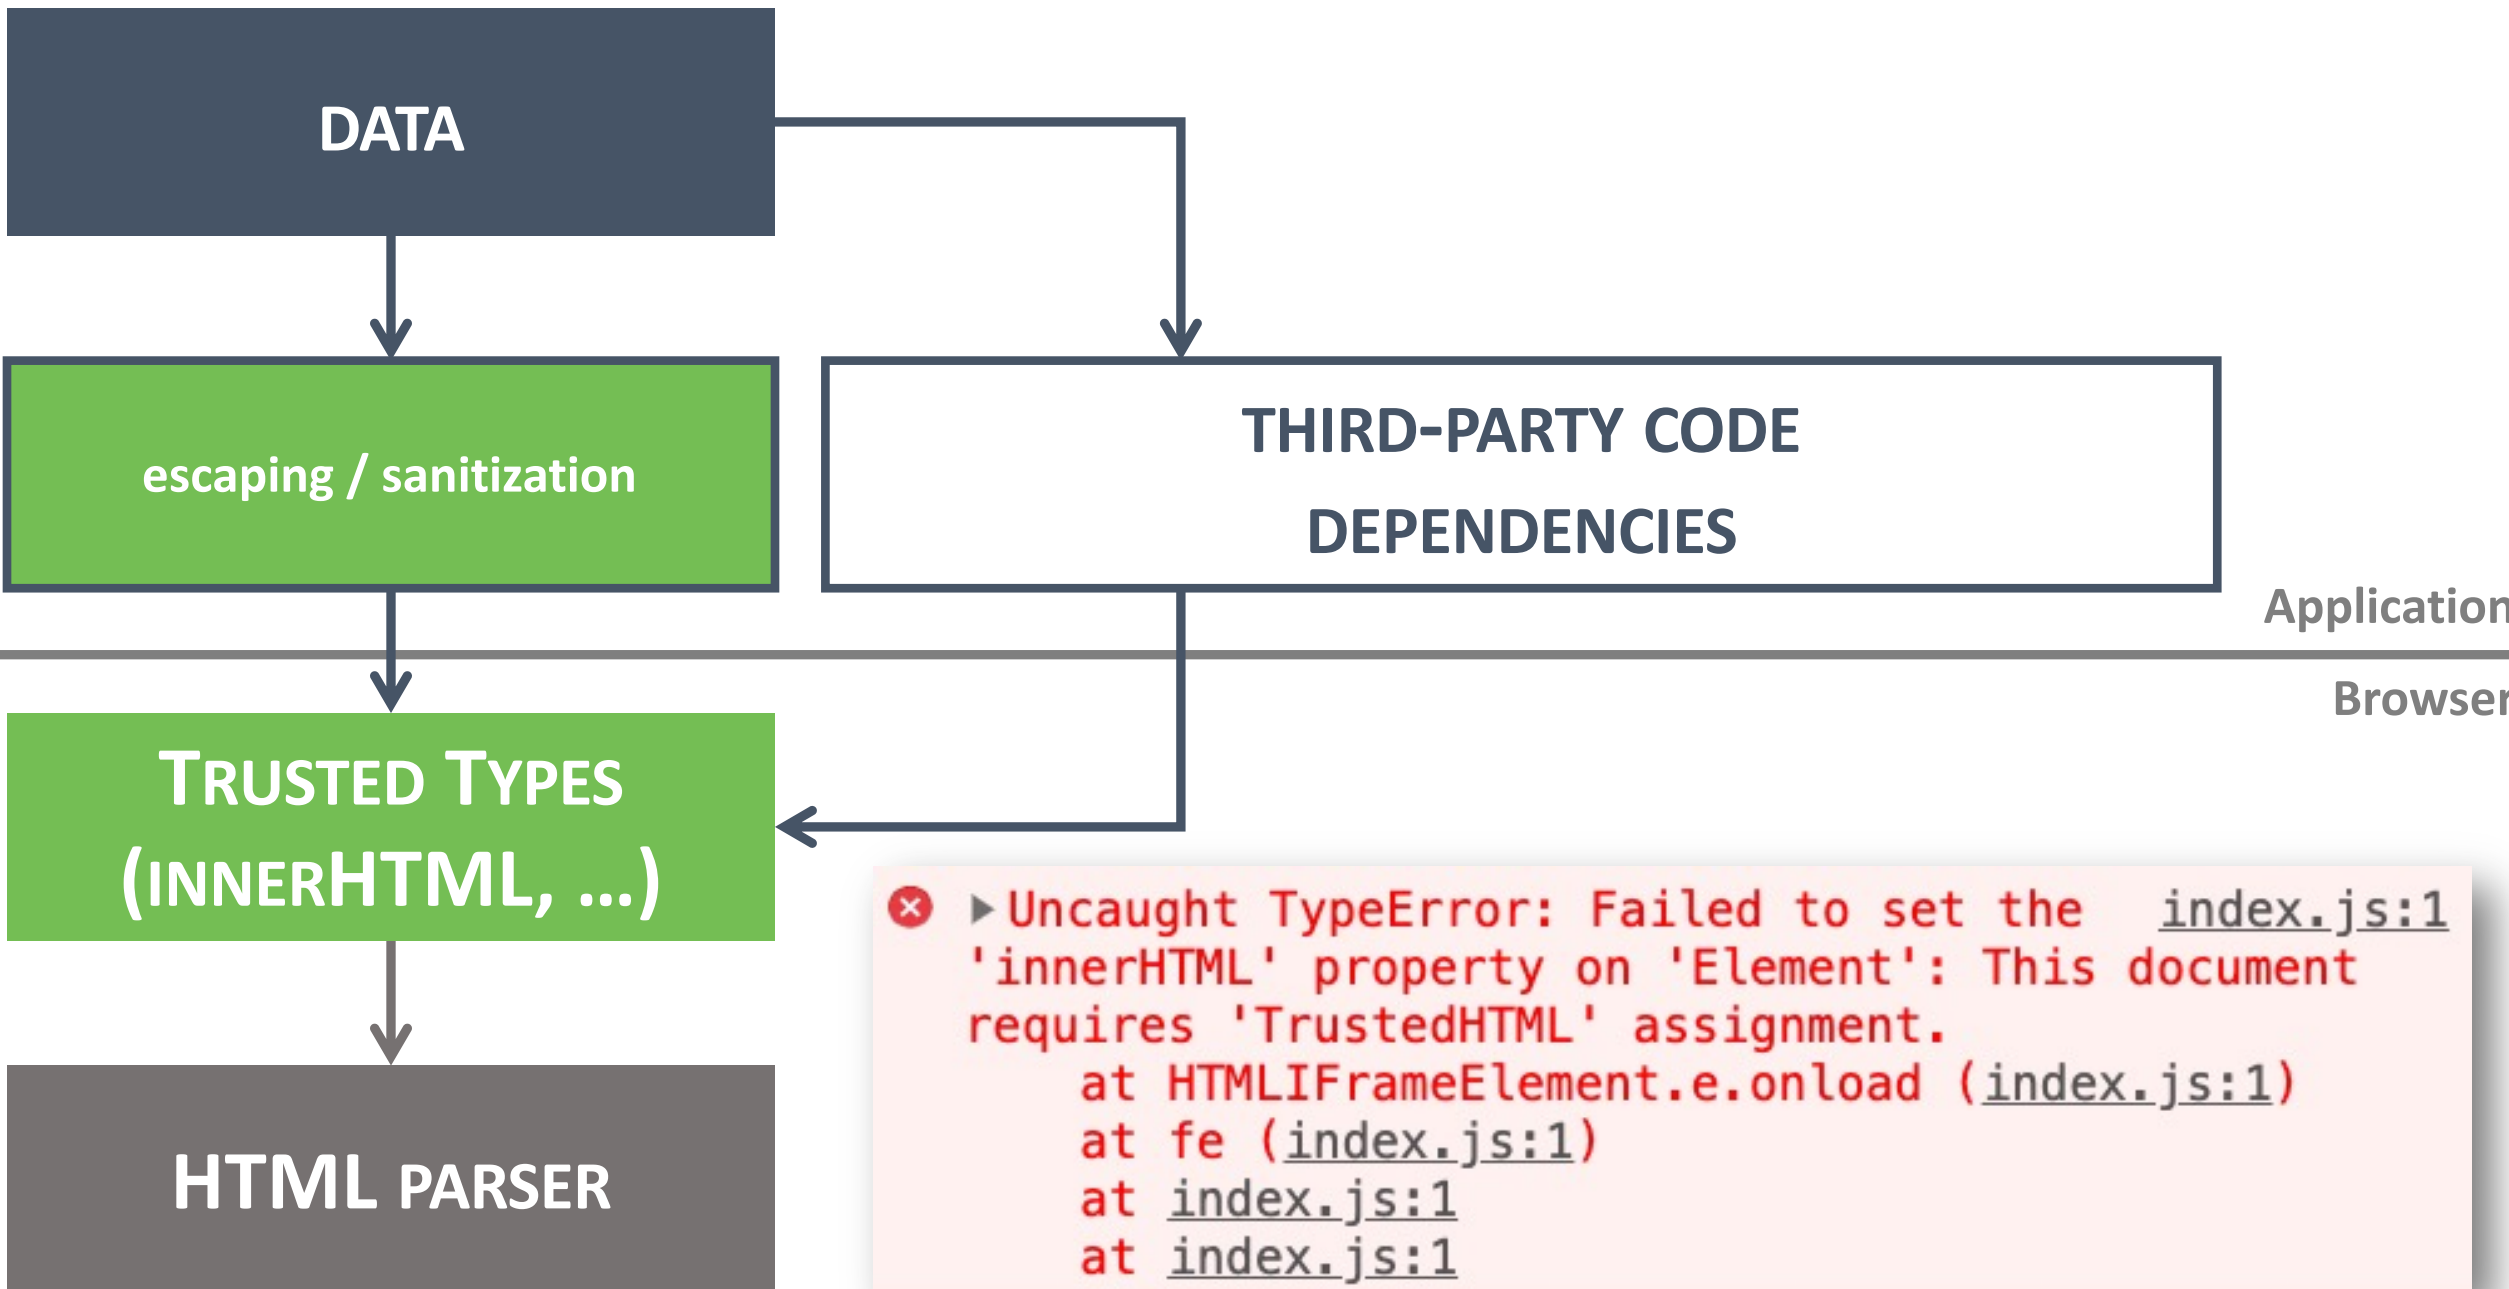 DATA
escaping / sanitization
THIRD-PARTY CODE
DEPENDENCIES
Application
Browser
TRUSTED TYPES
(INNERHTML, ...)
Uncaught TypeError: Failed to set the index.js:1
'innerHTML' property on 'Element': This document
requires 'TrustedHTML' assignment.
at HTMLIFrameElement.e.onload (index.js:1)
at fe (index.js:1)
at index.js:1
at index.js:1
HTML PARSER